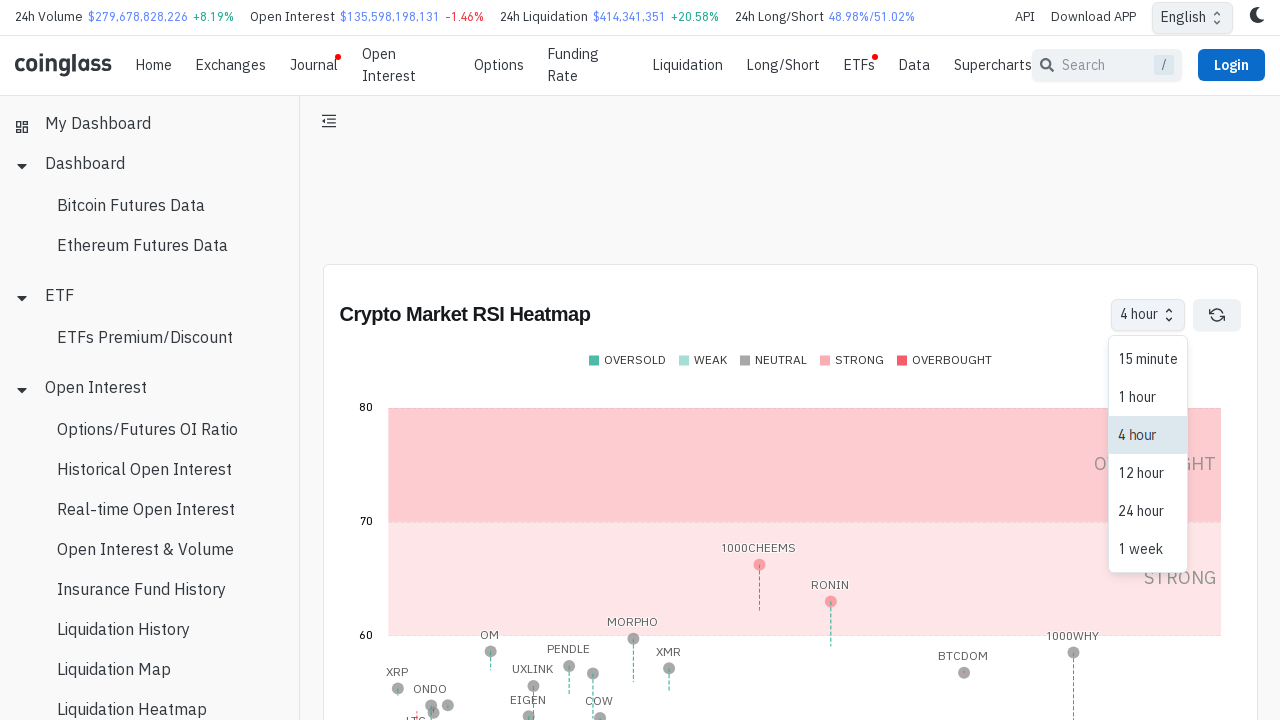 24h Volume $279,678,828,226 +8.19% Open Interest $135,598,198,131 -1.46% 24h Liquidation $414,341,351 +20.58% 24h Long/Short 48.98%/51.02% API Download APP English
coinglass Home Exchanges Journal Open Interest Options Funding Rate Liquidation Long/Short ETFs Data Supercharts Search / Login
My Dashboard
Dashboard
Bitcoin Futures Data
Ethereum Futures Data
ETF
ETFs Premium/Discount
Open Interest
Options/Futures OI Ratio
Historical Open Interest
Real-time Open Interest
Open Interest & Volume
Insurance Fund History
Liquidation History
Liquidation Map
Liquidation Heatmap
Crypto Market RSI Heatmap
4 hour
15 minute
1 hour
4 hour
12 hour
24 hour
1 week
OVERSOLD WEAK NEUTRAL STRONG OVERBOUGHT
80
70
1000CHEEMS
STRONG
RONIN
MORPHO
60
OM
1000WHY
PENDLE
XMR
BTCDOM
XRP
UXLINK
ONDO
EIGEN
COW